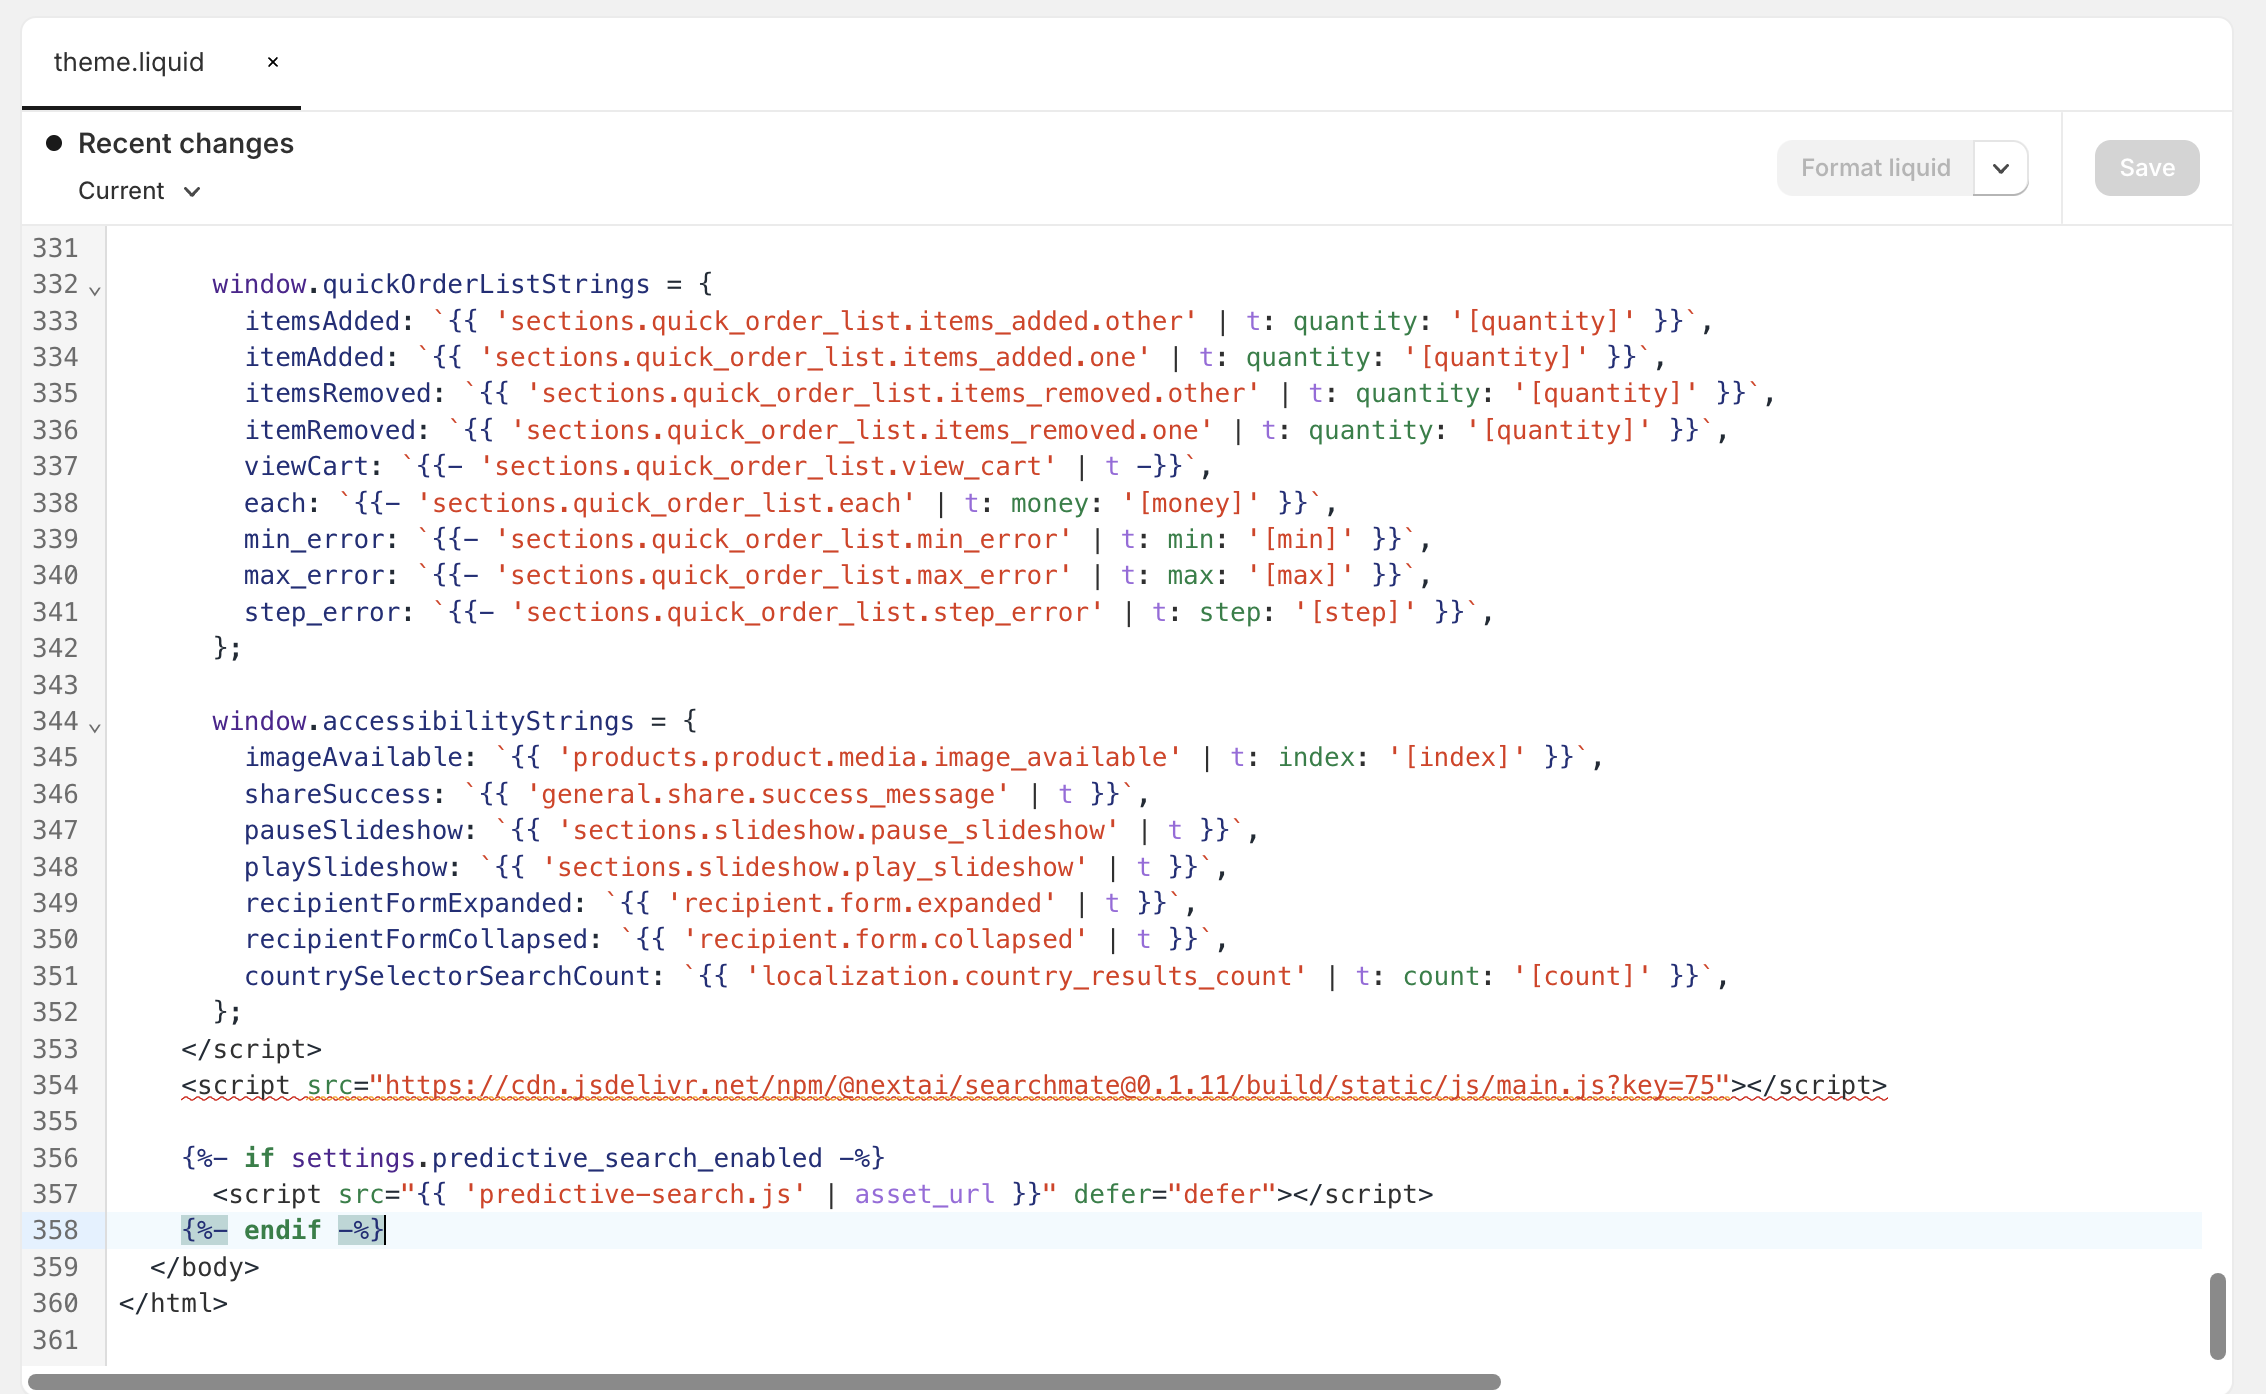 theme.liquid ×
Recent changes
Current
Format liquid
Save
331
332 window.quickOrderListStrings = {
333 itemsAdded: `{{ 'sections.quick_order_list.items_added.other' | t: quantity: '[quantity]' }}`,
334 itemAdded: `{{ 'sections.quick_order_list.items_added.one' | t: quantity: '[quantity]' }}`,
335 itemsRemoved: `{{ 'sections.quick_order_list.items_removed.other' | t: quantity: '[quantity]' }}`,
336 itemRemoved: `{{ 'sections.quick_order_list.items_removed.one' | t: quantity: '[quantity]' }}`,
337 viewCart: `{{- 'sections.quick_order_list.view_cart' | t -}}`,
338 each: `{{- 'sections.quick_order_list.each' | t: money: '[money]' }}`,
339 min_error: `{{- 'sections.quick_order_list.min_error' | t: min: '[min]' }}`,
340 max_error: `{{- 'sections.quick_order_list.max_error' | t: max: '[max]' }}`,
341 step_error: `{{- 'sections.quick_order_list.step_error' | t: step: '[step]' }}`,
342 };
343
344 window.accessibilityStrings = {
345 imageAvailable: `{{ 'products.product.media.image_available' | t: index: '[index]' }}`,
346 shareSuccess: `{{ 'general.share.success_message' | t }}`,
347 pauseSlideshow: `{{ 'sections.slideshow.pause_slideshow' | t }}`,
348 playSlideshow: `{{ 'sections.slideshow.play_slideshow' | t }}`,
349 recipientFormExpanded: `{{ 'recipient.form.expanded' | t }}`,
350 recipientFormCollapsed: `{{ 'recipient.form.collapsed' | t }}`,
351 countrySelectorSearchCount: `{{ 'localization.country_results_count' | t: count: '[count]' }}`,
352 };
353 </script>
354 <script src="https://cdn.jsdelivr.net/npm/@nextai/searchmate@0.1.11/build/static/js/main.js?key=75"></script>
355
356 {%- if settings.predictive_search_enabled -%}
357 <script src="{{ 'predictive-search.js' | asset_url }}" defer="defer"></script>
358 {%- endif -%}
359 </body>
360 </html>
361